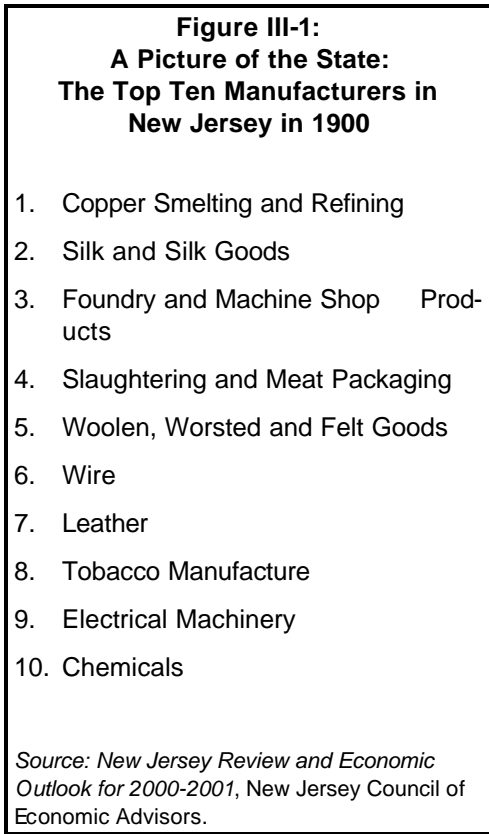 Figure III-1:
A Picture of the State:
The Top Ten Manufacturers in
New Jersey in 1900
1. Copper Smelting and Refining
2. Silk and Silk Goods
3. Foundry and Machine Shop Prod-
ucts
4. Slaughtering and Meat Packaging
5. Woolen, Worsted and Felt Goods
6. Wire
7. Leather
8. Tobacco Manufacture
9. Electrical Machinery
10. Chemicals
Source: New Jersey Review and Economic
Outlook for 2000-2001, New Jersey Council of
Economic Advisors.